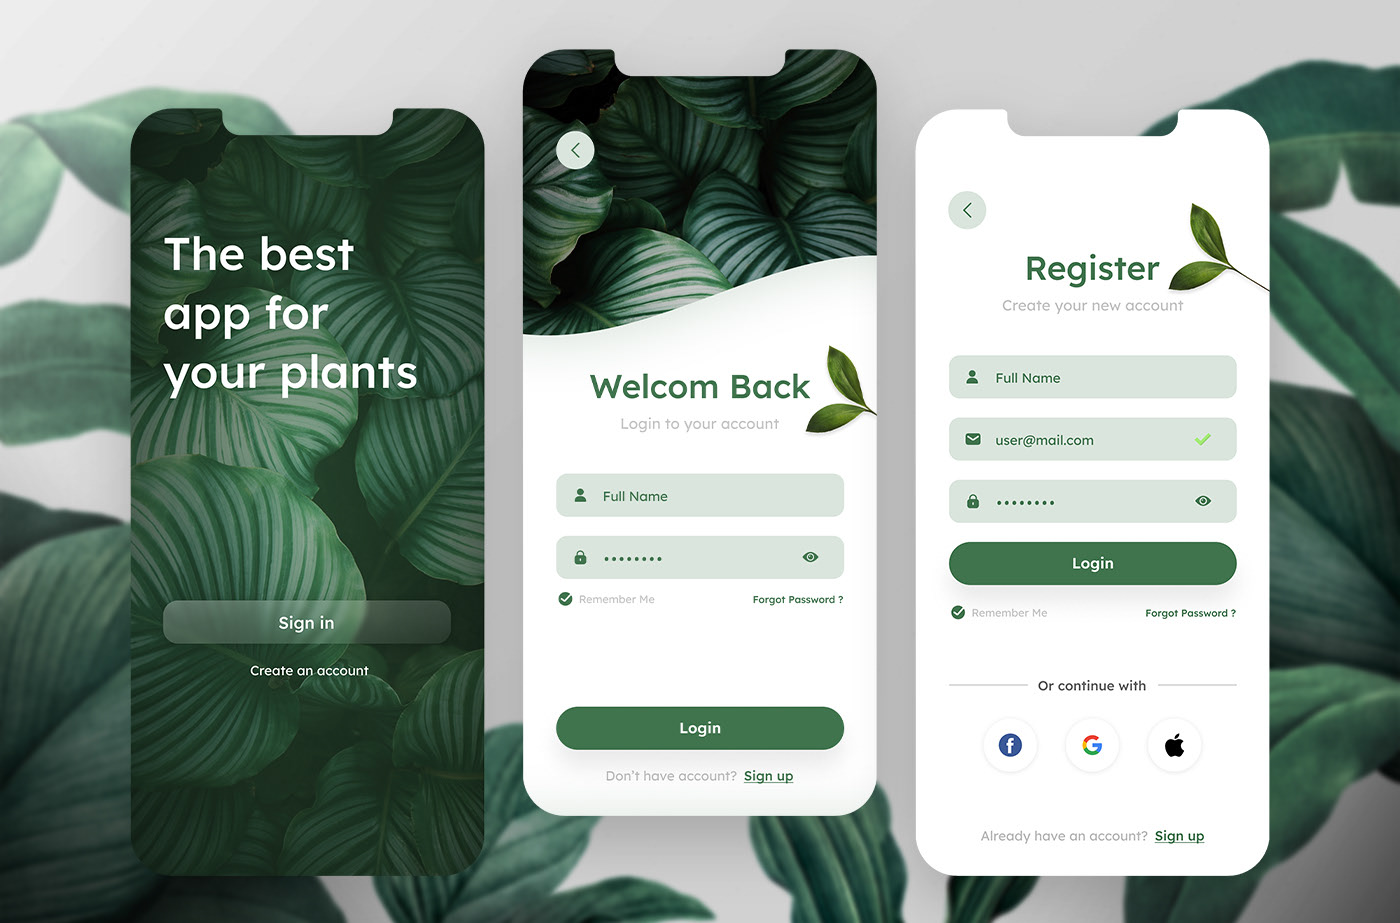 The best
app for
your plants
Sign in
Create an account
Welcom Back
Login to your account
Full Name
••••••••
Remember Me
Forgot Password ?
Login
Don't have account? Sign up
Register
Create your new account
Full Name
user@mail.com
••••••••
Login
Remember Me
Forgot Password ?
Or continue with
Already have an account? Sign up